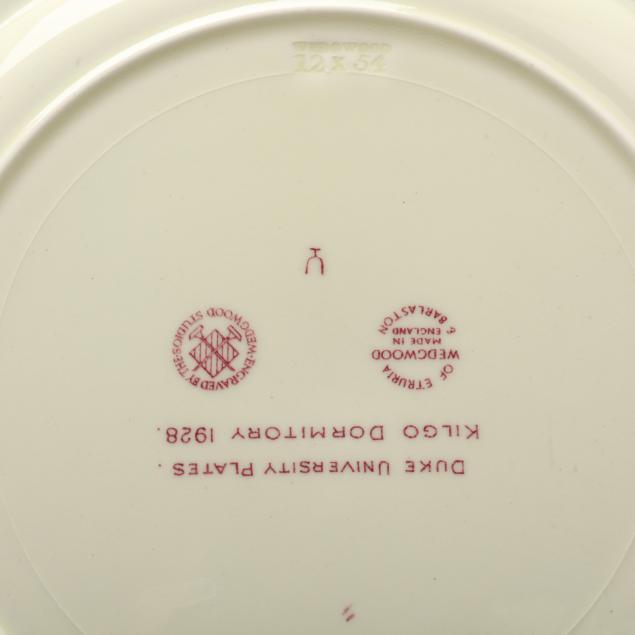 DUKE UNIVERSITY PLATES.
KILGO DORMITORY 1928.
OF ETRURIA
WEDGWOOD
MADE IN
ENGLAND
& BARLASTON
ENGRAVED BY THE STUDIOS WEDGWOOD
WEDGWOOD
12 X 54